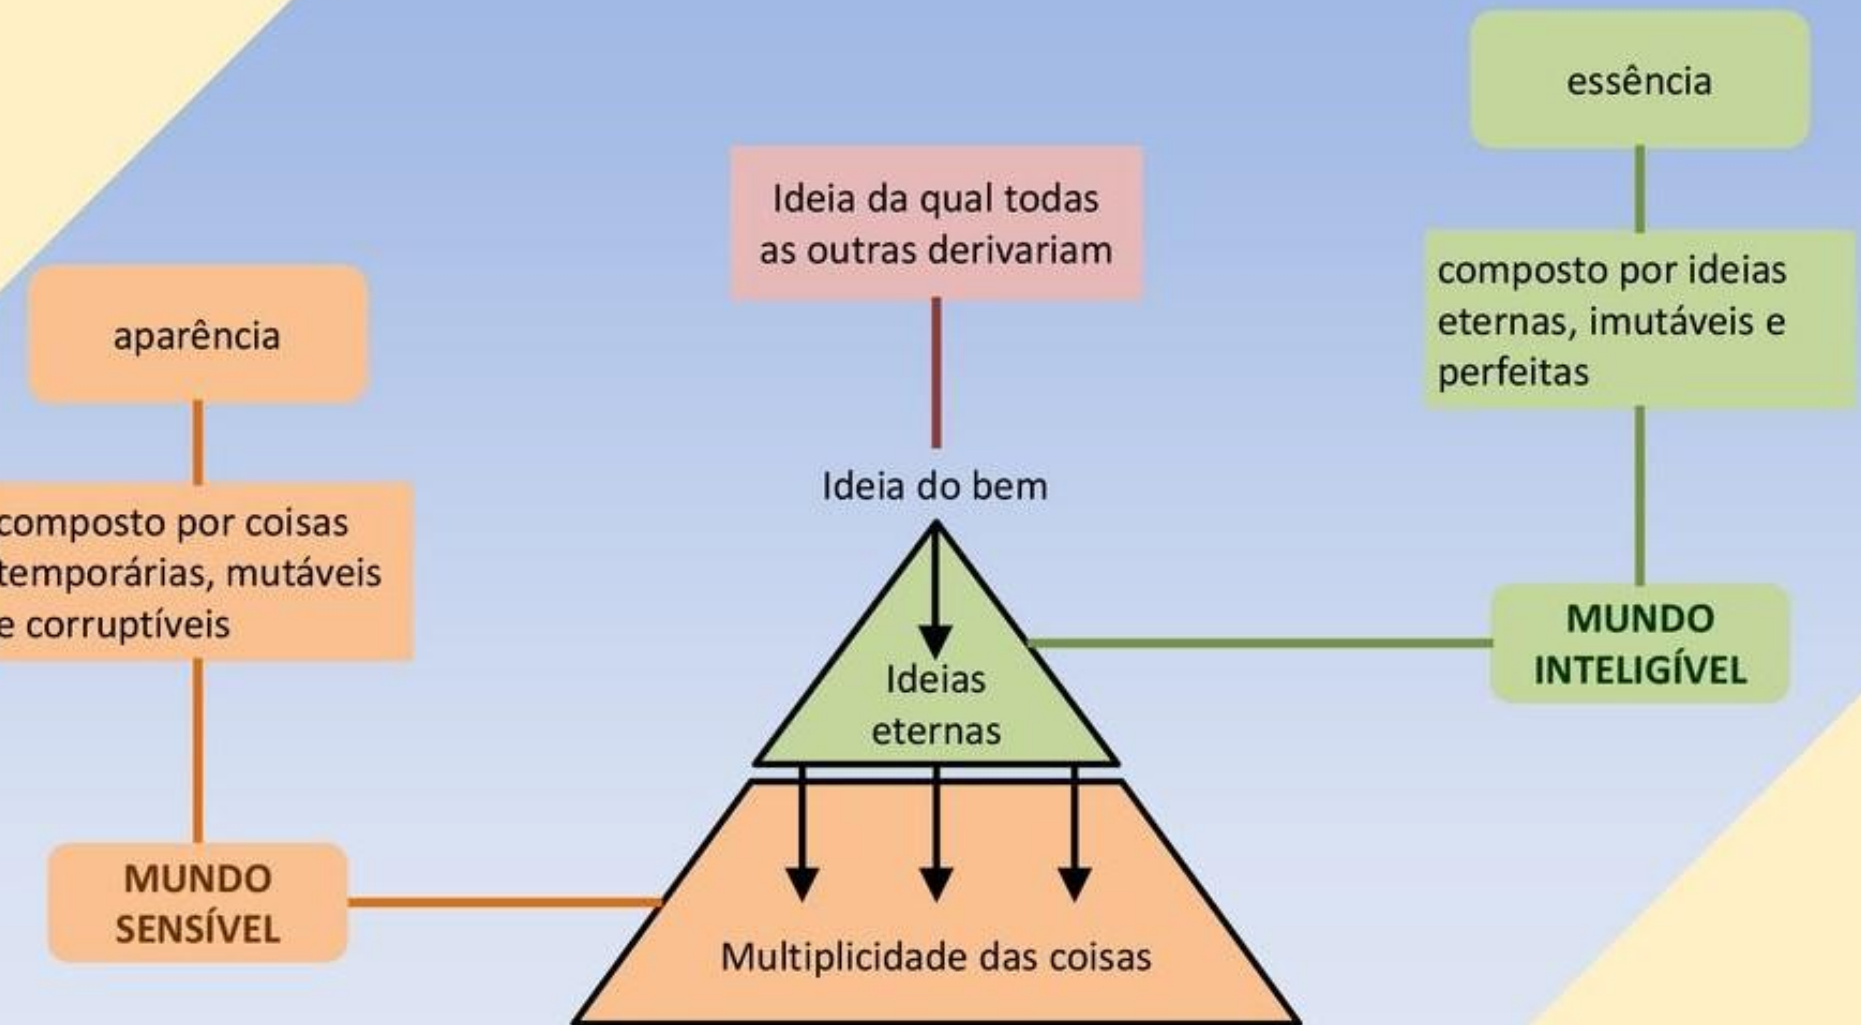 essência
Ideia da qual todas
as outras derivariam
composto por ideias
eternas, imutáveis e
perfeitas
aparência
Ideia do bem
composto por coisas
temporárias, mutáveis
e corruptíveis
MUNDO
INTELIGÍVEL
Ideias
eternas
MUNDO
SENSÍVEL
Multiplicidade das coisas